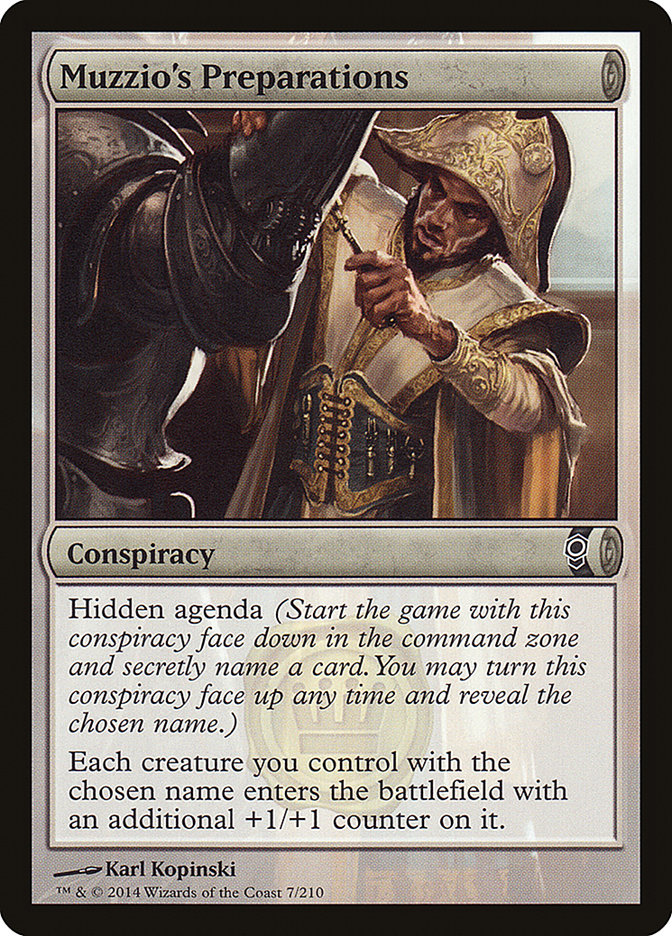 Muzzio's Preparations
Conspiracy
Hidden agenda (Start the game with this
conspiracy face down in the command zone
and secretly name a card. You may turn this
conspiracy face up any time and reveal the
chosen name.)
Each creature you control with the
chosen name enters the battlefield with
an additional +1/+1 counter on it.
Karl Kopinski
™ & © 2014 Wizards of the Coast 7/210